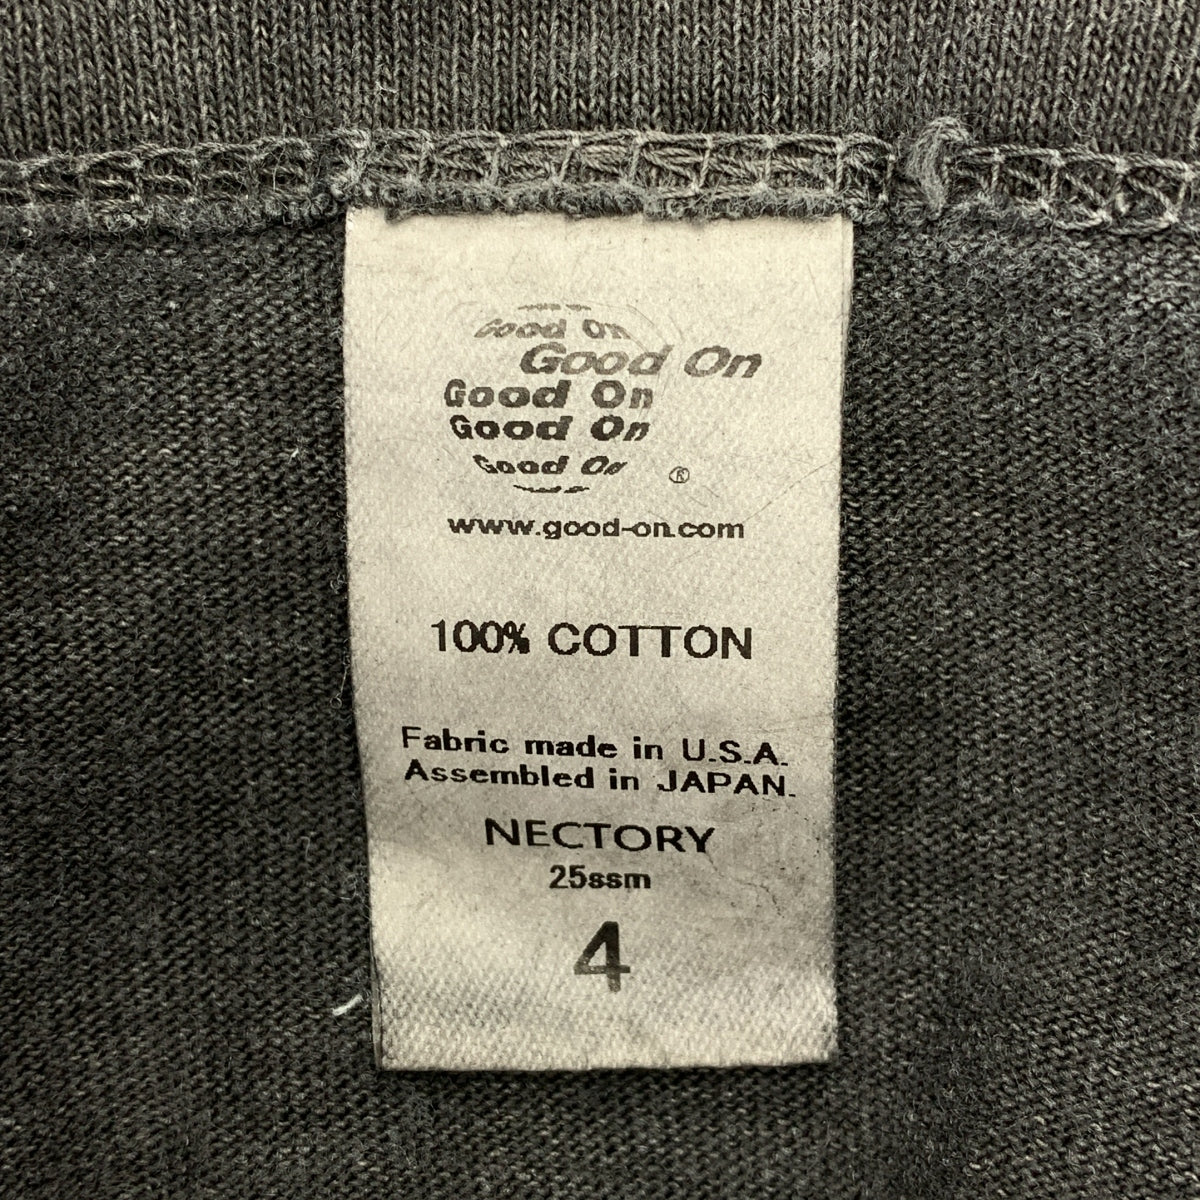 Good On
Good On
Good On
Good On
Good On
®
www.good-on.com
100% COTTON
Fabric made in U.S.A.
Assembled in JAPAN.
NECTORY
25ssm
4